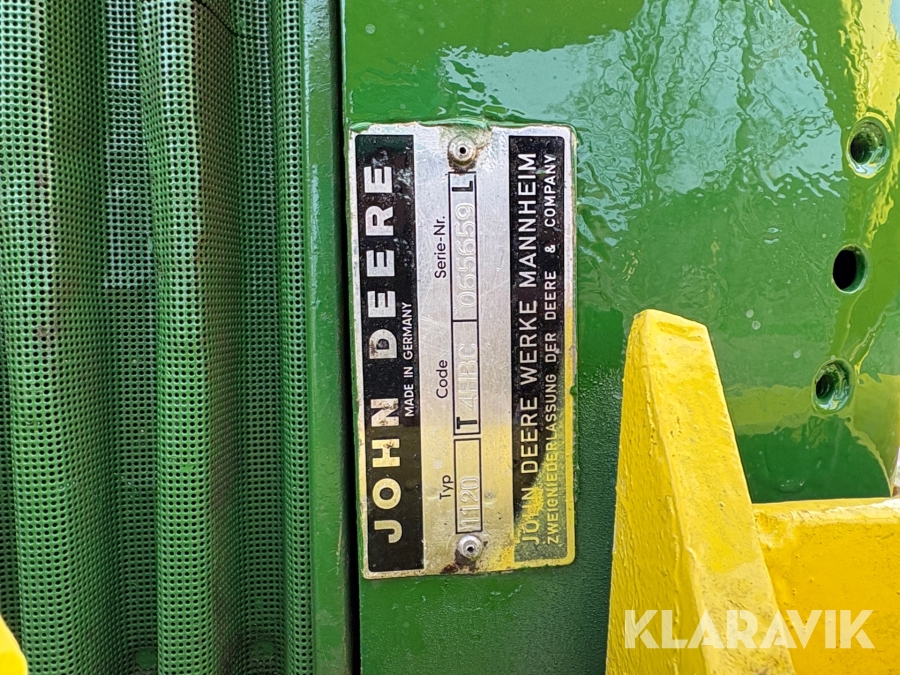 JOHN DEERE
MADE IN GERMANY
Typ Code Serie-Nr.
1120 T 065659 L
JOHN DEERE WERKE MANNHEIM
ZWEIGNIEDERLASSUNG DER DEERE & COMPANY
KLARAVIK